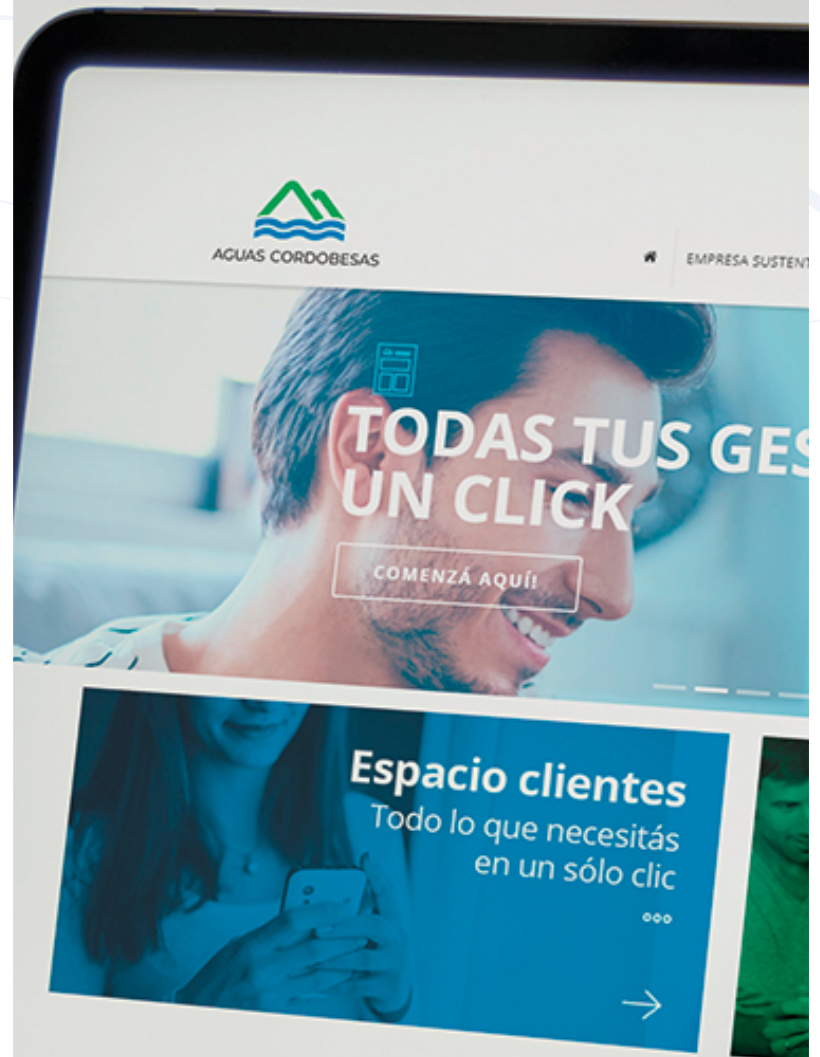 AGUAS CORDOBESAS
EMPRESA SUSTENT
TODAS TUS GES
UN CLICK
COMENZÁ AQUÍ!
Espacio clientes
Todo lo que necesitás
en un sólo clic